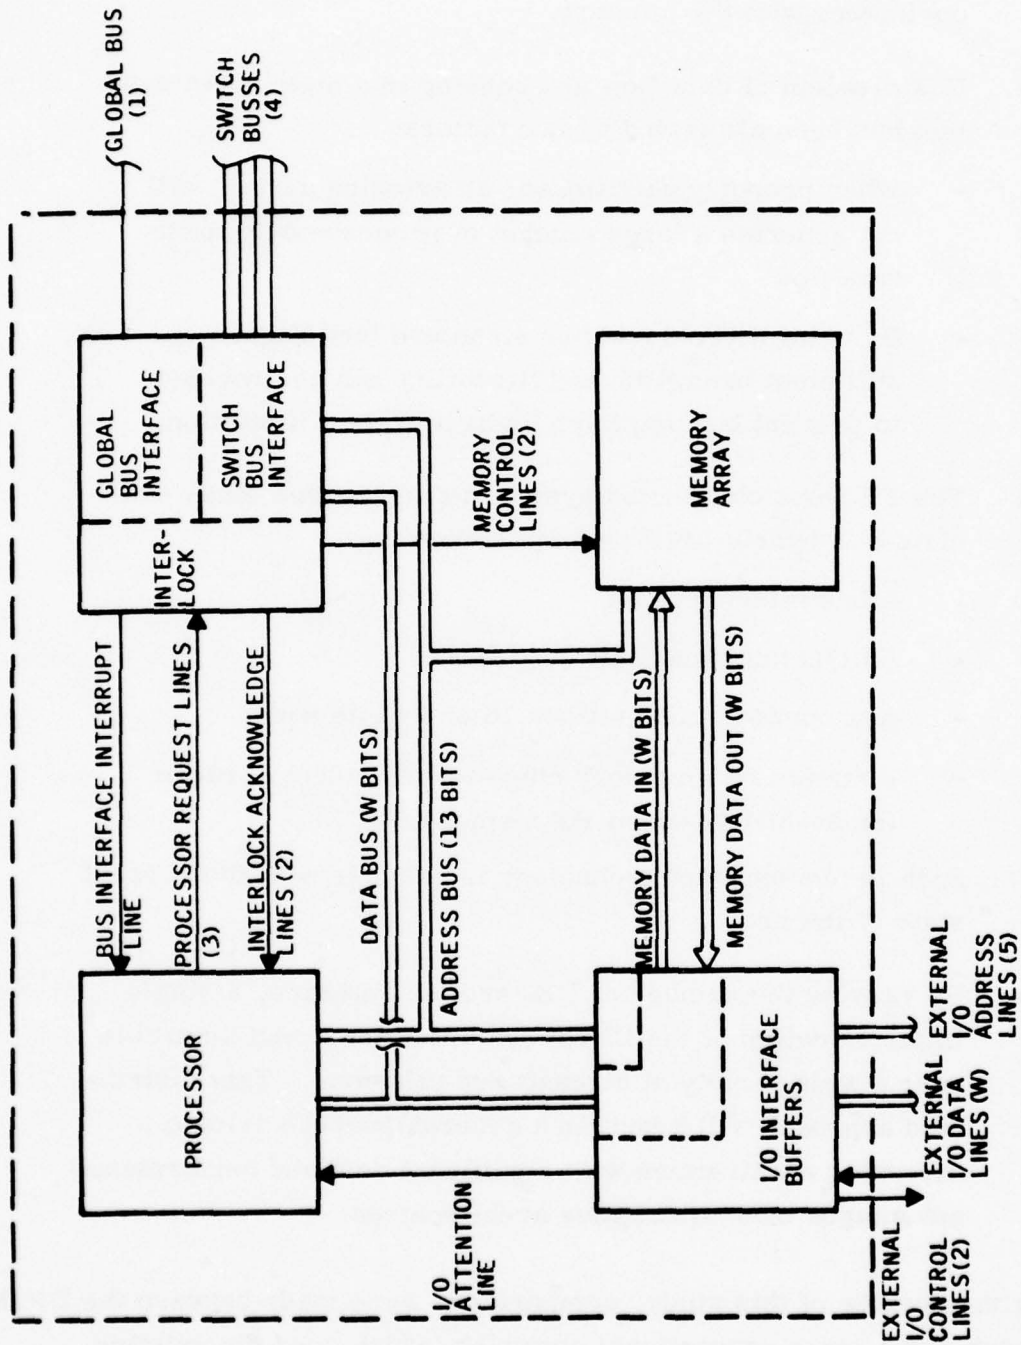 GLOBAL BUS
(1)
SWITCH
BUSSES
(4)
GLOBAL
BUS
INTERFACE
SWITCH
BUS
INTERFACE
INTER-
LOCK
BUS INTERFACE INTERRUPT
LINE
PROCESSOR REQUEST LINES
(3)
INTERLOCK ACKNOWLEDGE
LINES (2)
DATA BUS (W BITS)
ADDRESS BUS (13 BITS)
MEMORY
CONTROL
LINES (2)
MEMORY
ARRAY
MEMORY DATA IN (W BITS)
MEMORY DATA OUT (W BITS)
PROCESSOR
I/O INTERFACE
BUFFERS
I/O
ATTENTION
LINE
EXTERNAL
I/O
CONTROL
LINES (2)
EXTERNAL
I/O DATA
LINES (W)
EXTERNAL
I/O
ADDRESS
LINES (5)